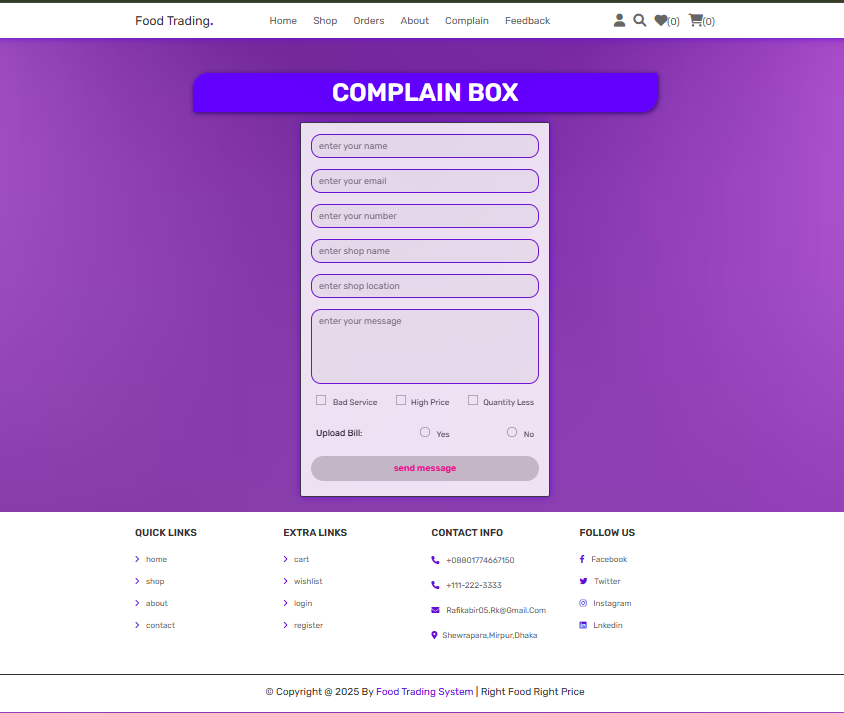 Food Trading.
Home Shop Orders About Complain Feedback
(0) (0)
COMPLAIN BOX
enter your name
enter your email
enter your number
enter shop name
enter shop location
enter your message
Bad Service High Price Quantity Less
Upload Bill: Yes No
send message
QUICK LINKS EXTRA LINKS CONTACT INFO FOLLOW US
home cart +08801774667150 Facebook
shop wishlist +111-222-3333 Twitter
about login Rafikabir05.Rk@Gmail.Com Instagram
contact register Shewrapara,Mirpur,Dhaka Lnkedin
© Copyright @ 2025 By Food Trading System | Right Food Right Price